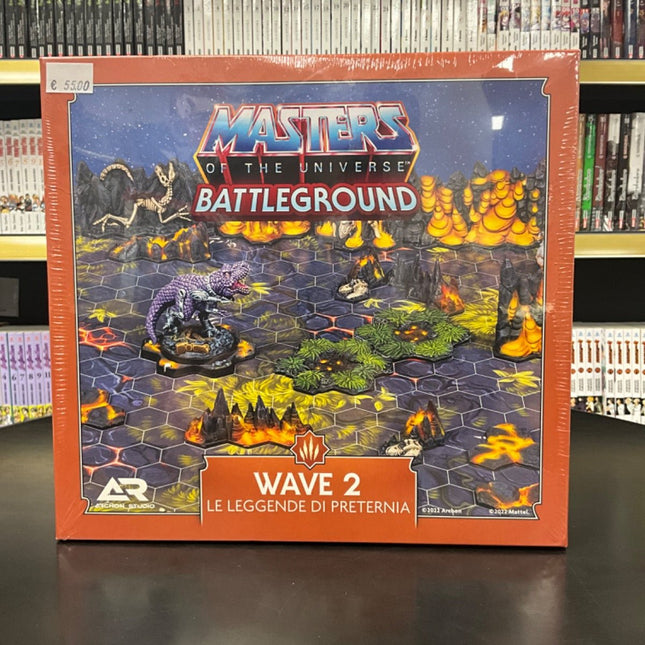 € 55.00
MASTERS
OF THE UNIVERSE
BATTLEGROUND
WAVE 2
LE LEGGENDE DI PRETERNIA
AR
ARCHON STUDIO
©2022 Archon.
©2022 Mattel.